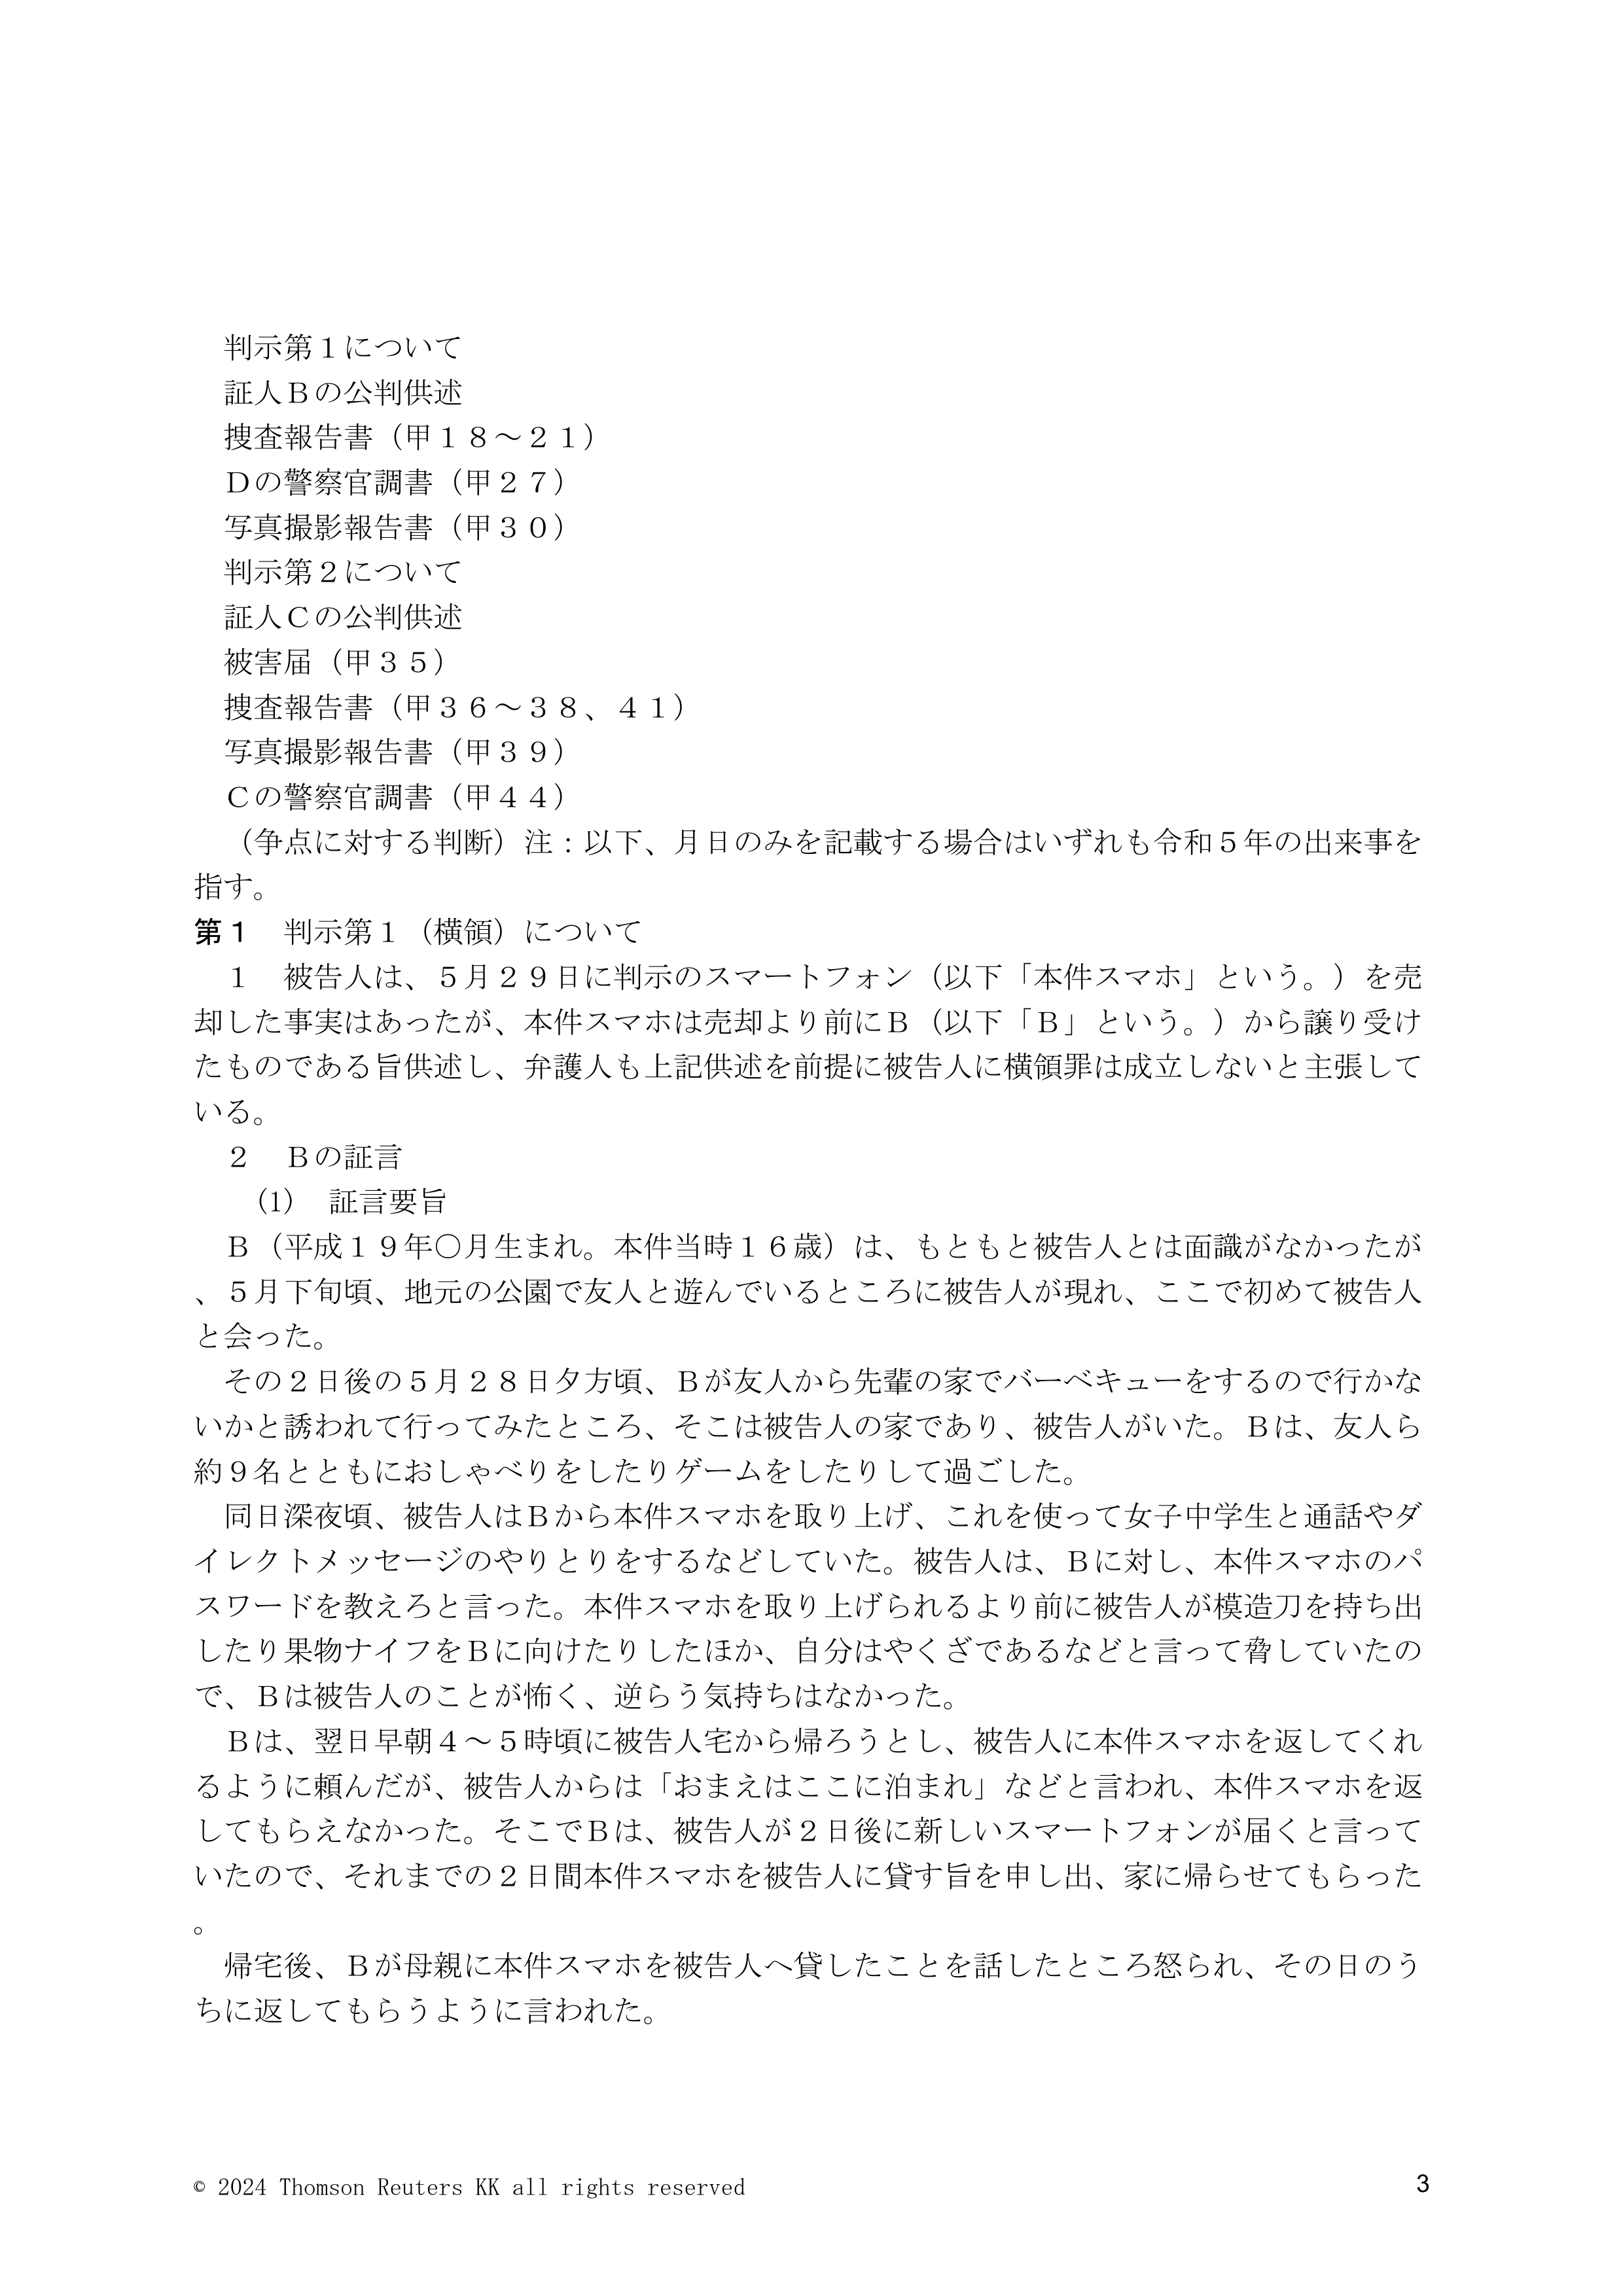 判示第１について
証人Ｂの公判供述
捜査報告書（甲１８～２１）
Ｄの警察官調書（甲２７）
写真撮影報告書（甲３０）
判示第２について
証人Ｃの公判供述
被害届（甲３５）
捜査報告書（甲３６～３８、４１）
写真撮影報告書（甲３９）
Ｃの警察官調書（甲４４）
（争点に対する判断）注：以下、月日のみを記載する場合はいずれも令和５年の出来事を
指す。
第１　判示第１（横領）について
１　被告人は、５月２９日に判示のスマートフォン（以下「本件スマホ」という。）を売
却した事実はあったが、本件スマホは売却より前にＢ（以下「Ｂ」という。）から譲り受け
たものである旨供述し、弁護人も上記供述を前提に被告人に横領罪は成立しないと主張して
いる。
２　Ｂの証言
(1)　証言要旨
Ｂ（平成１９年〇月生まれ。本件当時１６歳）は、もともと被告人とは面識がなかったが
、５月下旬頃、地元の公園で友人と遊んでいるところに被告人が現れ、ここで初めて被告人
と会った。
その２日後の５月２８日夕方頃、Ｂが友人から先輩の家でバーベキューをするので行かな
いかと誘われて行ってみたところ、そこは被告人の家であり、被告人がいた。Ｂは、友人ら
約９名とともにおしゃべりをしたりゲームをしたりして過ごした。
同日深夜頃、被告人はＢから本件スマホを取り上げ、これを使って女子中学生と通話やダ
イレクトメッセージのやりとりをするなどしていた。被告人は、Ｂに対し、本件スマホのパ
スワードを教えろと言った。本件スマホを取り上げられるより前に被告人が模造刀を持ち出
したり果物ナイフをＢに向けたりしたほか、自分はやくざであるなどと言って脅していたの
で、Ｂは被告人のことが怖く、逆らう気持ちはなかった。
Ｂは、翌日早朝４～５時頃に被告人宅から帰ろうとし、被告人に本件スマホを返してくれ
るように頼んだが、被告人からは「おまえはここに泊まれ」などと言われ、本件スマホを返
してもらえなかった。そこでＢは、被告人が２日後に新しいスマートフォンが届くと言って
いたので、それまでの２日間本件スマホを被告人に貸す旨を申し出、家に帰らせてもらった
。
帰宅後、Ｂが母親に本件スマホを被告人へ貸したことを話したところ怒られ、その日のう
ちに返してもらうように言われた。
© 2024 Thomson Reuters KK all rights reserved
3